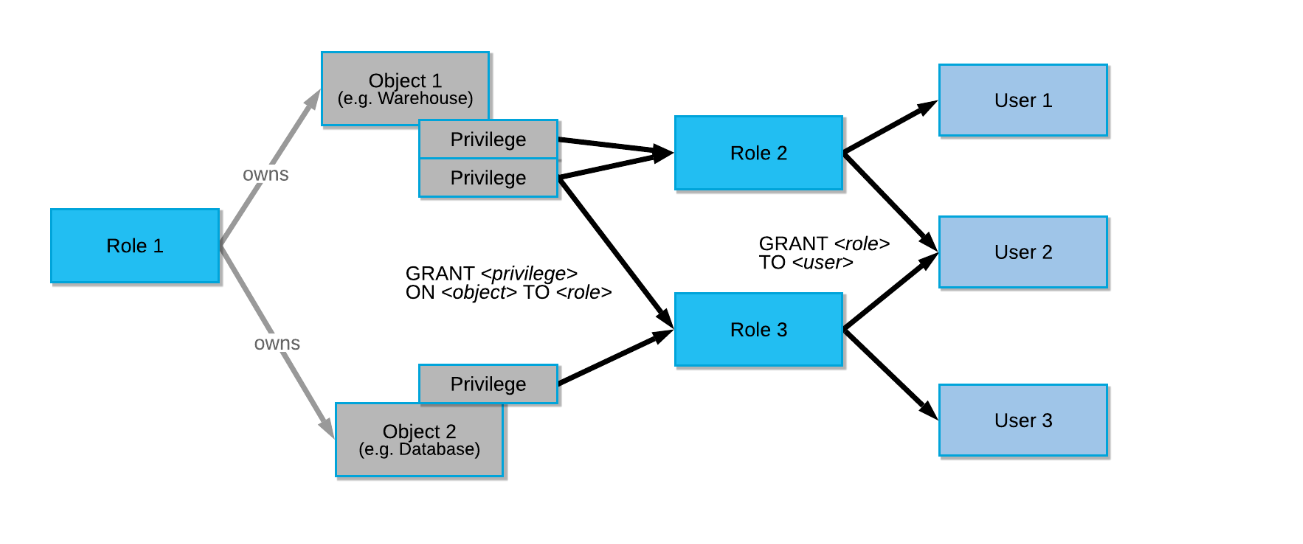 Object 1
(e.g. Warehouse)
Privilege
Privilege
owns
Role 1
owns
GRANT <privilege>
ON <object> TO <role>
Privilege
Object 2
(e.g. Database)
Role 2
GRANT <role>
TO <user>
Role 3
User 1
User 2
User 3